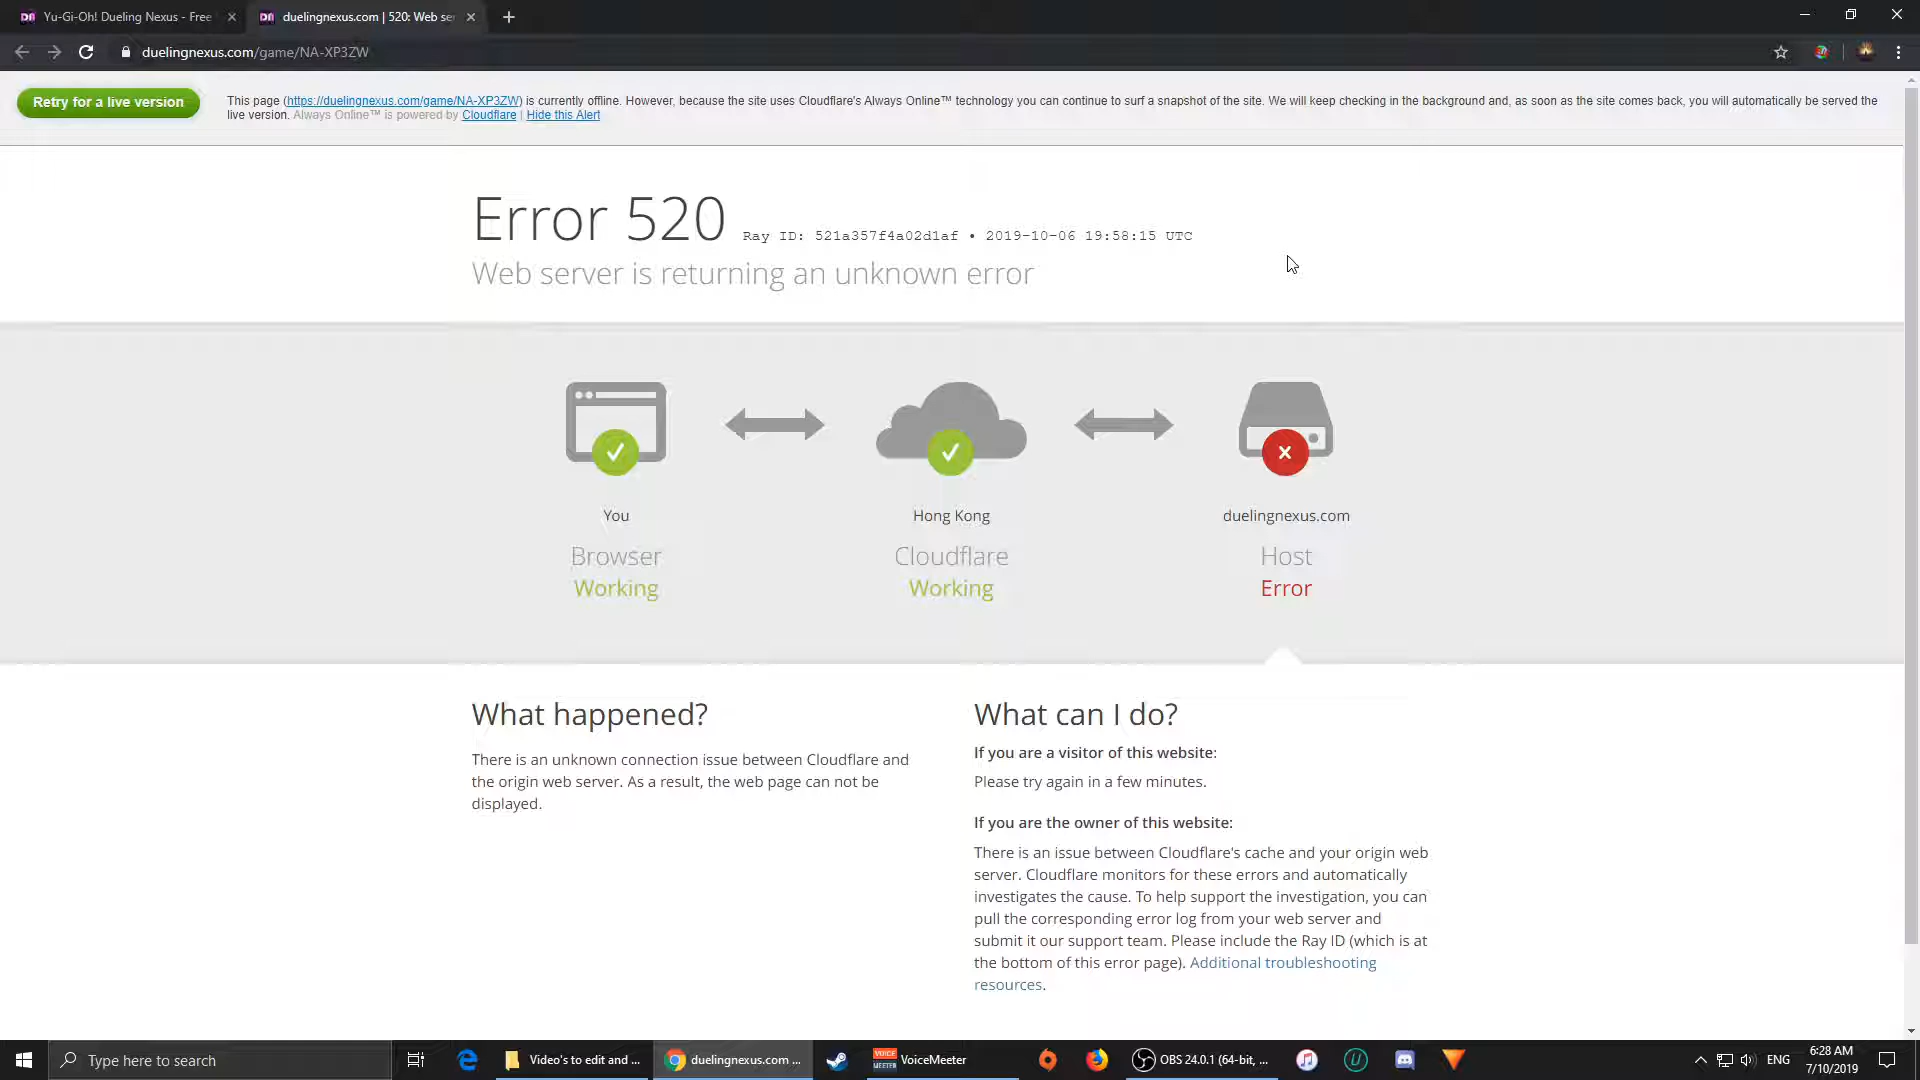 Yu-Gi-Oh! Dueling Nexus - Free
duelingnexus.com | 520: Web ser
duelingnexus.com/game/NA-XP3ZW
Retry for a live version
This page (https://duelingnexus.com/game/NA-XP3ZW) is currently offline. However, because the site uses Cloudflare's Always Online™ technology you can continue to surf a snapshot of the site. We will keep checking in the background and, as soon as the site comes back, you will automatically be served the
live version. Always Online™ is powered by Cloudflare | Hide this Alert
Error 520 Ray ID: 521a357f4a02d1af • 2019-10-06 19:58:15 UTC
Web server is returning an unknown error
You
Browser
Working
Hong Kong
Cloudflare
Working
duelingnexus.com
Host
Error
What happened?
There is an unknown connection issue between Cloudflare and
the origin web server. As a result, the web page can not be
displayed.
What can I do?
If you are a visitor of this website:
Please try again in a few minutes.
If you are the owner of this website:
There is an issue between Cloudflare's cache and your origin web
server. Cloudflare monitors for these errors and automatically
investigates the cause. To help support the investigation, you can
pull the corresponding error log from your web server and
submit it our support team. Please include the Ray ID (which is at
the bottom of this error page). Additional troubleshooting
resources.
Type here to search
Video's to edit and ...
duelingnexus.com ...
VOICE MEETER
VoiceMeeter
OBS 24.0.1 (64-bit, ...
ENG
6:28 AM
7/10/2019